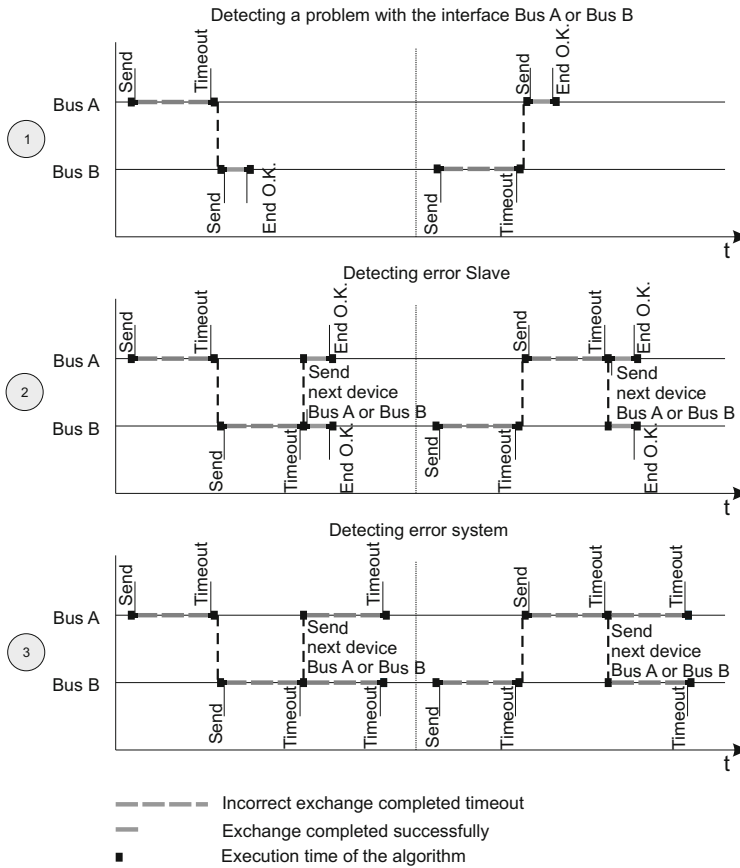 Detecting a problem with the interface Bus A or Bus B
Send
Timeout
Send
End O.K.
Bus A
1
Bus B
Send
End O.K.
Send
Timeout
t
Detecting error Slave
Send
Timeout
End O.K.
Send
Timeout
End O.K.
Bus A
Send
next device
Bus A or Bus B
Send
next device
Bus A or Bus B
2
Bus B
Send
Timeout
End O.K.
Send
Timeout
End O.K.
t
Detecting error system
Send
Timeout
Timeout
Send
Timeout
Timeout
Bus A
Send
next device
Bus A or Bus B
Send
next device
Bus A or Bus B
3
Bus B
Send
Timeout
Timeout
Send
Timeout
Timeout
t
Incorrect exchange completed timeout
Exchange completed successfully
Execution time of the algorithm